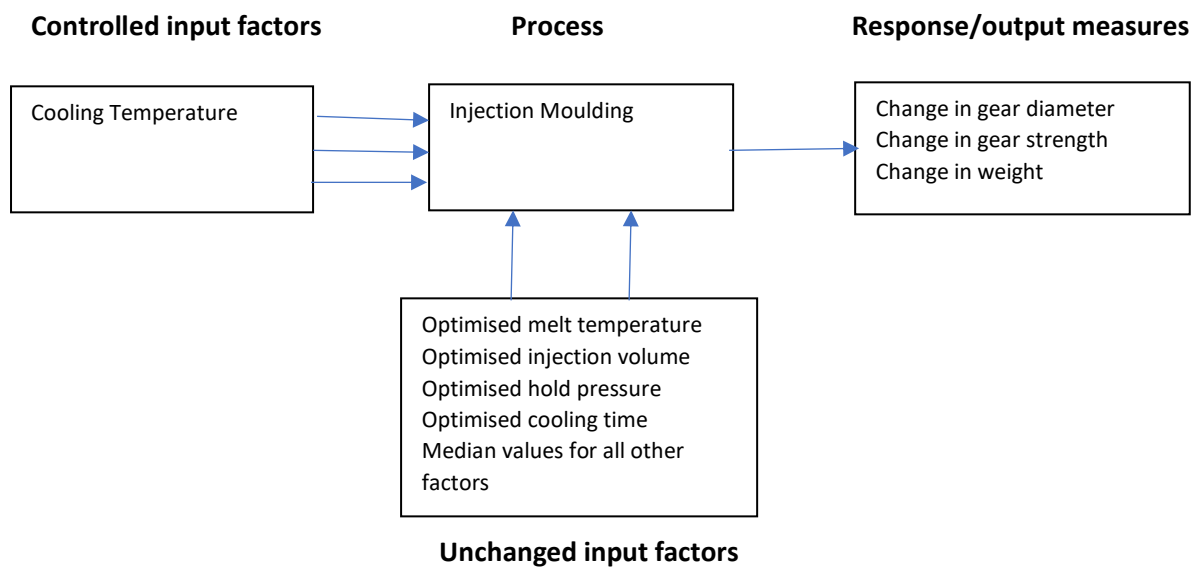 Controlled input factors
Process
Response/output measures
Cooling Temperature
Injection Moulding
Change in gear diameter
Change in gear strength
Change in weight
Optimised melt temperature
Optimised injection volume
Optimised hold pressure
Optimised cooling time
Median values for all other
factors
Unchanged input factors